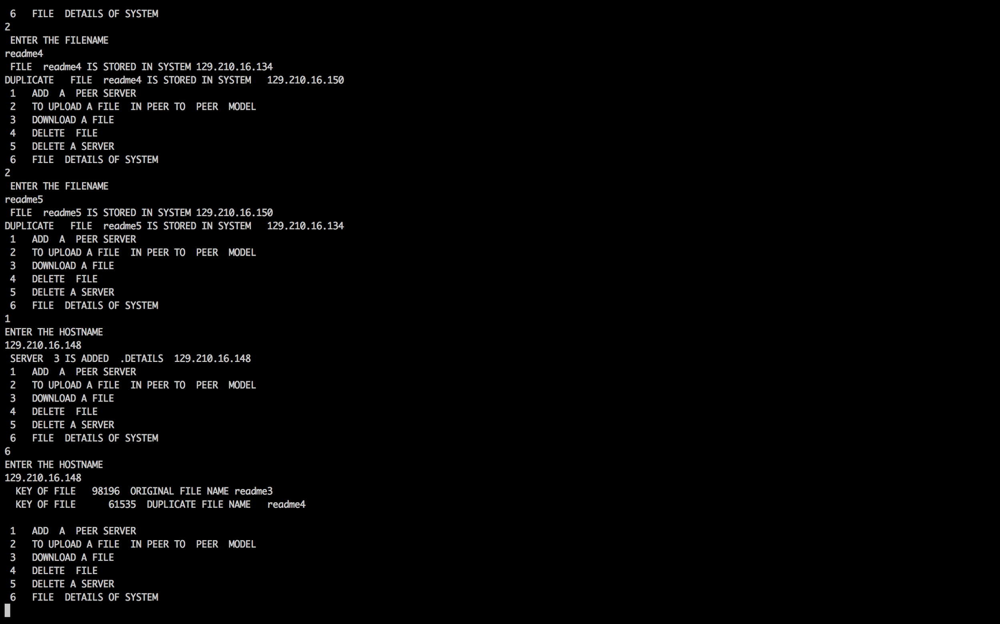 6   FILE  DETAILS OF SYSTEM
2
 ENTER THE FILENAME
readme4
 FILE  readme4 IS STORED IN SYSTEM 129.210.16.134
DUPLICATE   FILE  readme4 IS STORED IN SYSTEM   129.210.16.150
 1   ADD  A  PEER SERVER
 2   TO UPLOAD A FILE  IN PEER TO  PEER  MODEL
 3   DOWNLOAD A FILE
 4   DELETE  FILE
 5   DELETE A SERVER
 6   FILE  DETAILS OF SYSTEM
2
 ENTER THE FILENAME
readme5
 FILE  readme5 IS STORED IN SYSTEM 129.210.16.150
DUPLICATE   FILE  readme5 IS STORED IN SYSTEM   129.210.16.134
 1   ADD  A  PEER SERVER
 2   TO UPLOAD A FILE  IN PEER TO  PEER  MODEL
 3   DOWNLOAD A FILE
 4   DELETE  FILE
 5   DELETE A SERVER
 6   FILE  DETAILS OF SYSTEM
1
ENTER THE HOSTNAME
129.210.16.148
 SERVER  3 IS ADDED  .DETAILS  129.210.16.148
 1   ADD  A  PEER SERVER
 2   TO UPLOAD A FILE  IN PEER TO  PEER  MODEL
 3   DOWNLOAD A FILE
 4   DELETE  FILE
 5   DELETE A SERVER
 6   FILE  DETAILS OF SYSTEM
6
ENTER THE HOSTNAME
129.210.16.148
  KEY OF FILE   98196  ORIGINAL FILE NAME readme3
  KEY OF FILE      61535  DUPLICATE FILE NAME   readme4

 1   ADD  A  PEER SERVER
 2   TO UPLOAD A FILE  IN PEER TO  PEER  MODEL
 3   DOWNLOAD A FILE
 4   DELETE  FILE
 5   DELETE A SERVER
 6   FILE  DETAILS OF SYSTEM